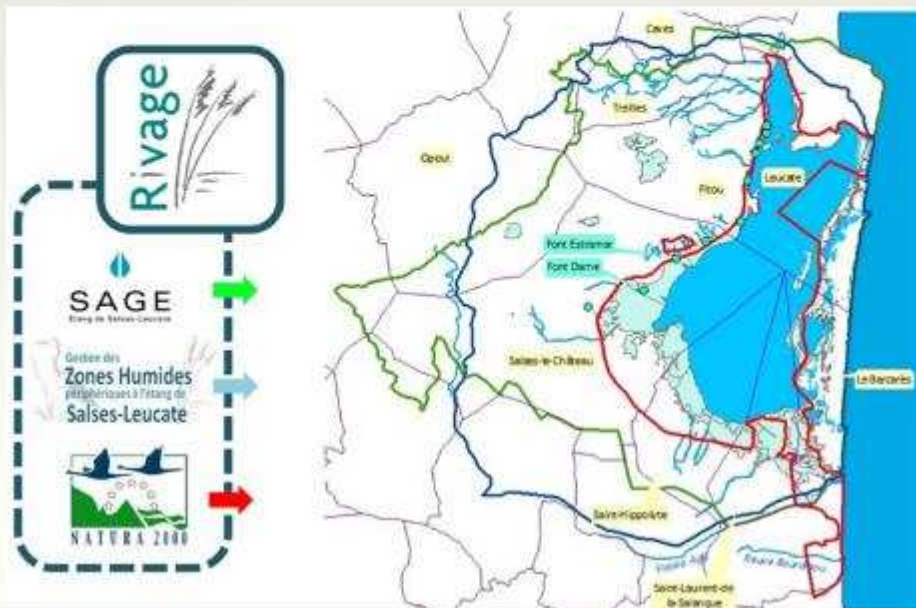 Rivage
SAGE
Etang de Salses-Leucate
Gestion des
Zones Humides
périphériques à l'étang de
Salses-Leucate
NATURA 2000
Caves
Treilles
Opoul
Leucate
Fitou
Font Estramar
Font Dame
Salses-le-Château
Le Barcarès
Saint-Hippolyte
Saint-Laurent-de
la-Salanque